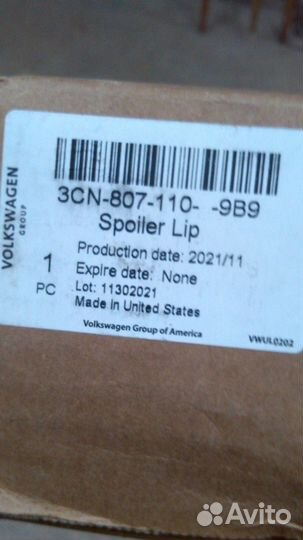 VOLKSWAGEN
GROUP
3CN-807-110- -9B9
Spoiler Lip
1
PC
Production date: 2021/11
Expire date: None
Lot: 11302021
Made in United States
Volkswagen Group of America
VWUL0202
Avito